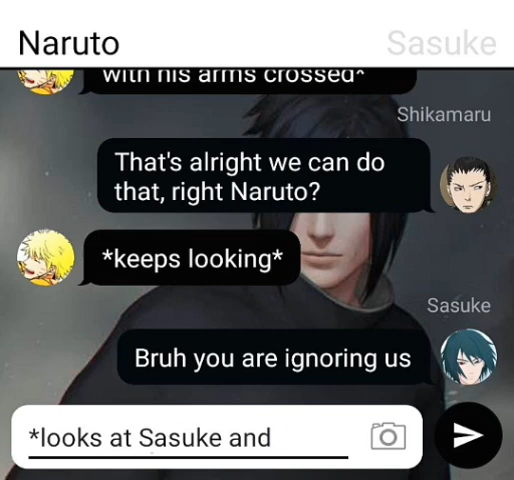 Naruto
Sasuke
with his arms crossed*
Shikamaru
That's alright we can do
that, right Naruto?
*keeps looking*
Sasuke
Bruh you are ignoring us
*looks at Sasuke and